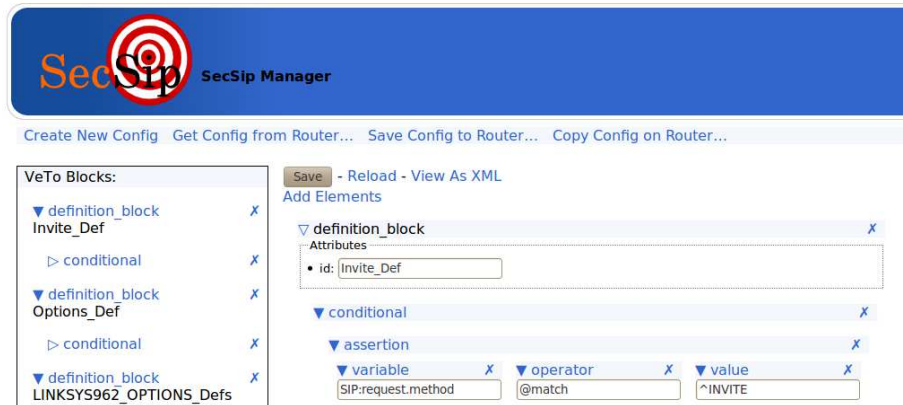 SecSip SecSip Manager
Create New Config Get Config from Router... Save Config to Router... Copy Config on Router...
VeTo Blocks:
▼ definition_block ✗
Invite_Def
▷ conditional ✗
▼ definition_block ✗
Options_Def
▷ conditional ✗
▼ definition_block ✗
LINKSYS962_OPTIONS_Defs
Save - Reload - View As XML
Add Elements
▽ definition_block ✗
Attributes
• id: Invite_Def
▼ conditional ✗
▼ assertion ✗
▼ variable ✗ ▼ operator ✗ ▼ value ✗
SIP:request.method @match ^INVITE